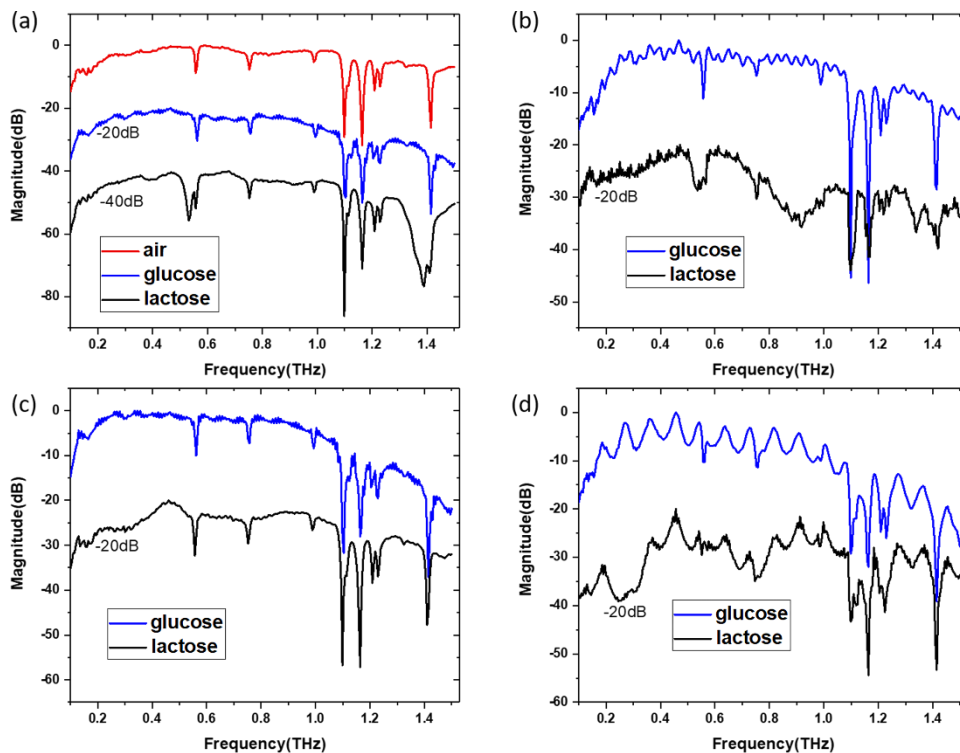 (a)
Magnitude(dB)
0
-20
-40
-60
-80
-20dB
-40dB
air
glucose
lactose
0.2 0.4 0.6 0.8 1.0 1.2 1.4
Frequency(THz)
(b)
Magnitude(dB)
0
-10
-20
-30
-40
-50
-20dB
glucose
lactose
0.2 0.4 0.6 0.8 1.0 1.2 1.4
Frequency(THz)
(c)
Magnitude(dB)
0
-10
-20
-30
-40
-50
-60
-20dB
glucose
lactose
0.2 0.4 0.6 0.8 1.0 1.2 1.4
Frequency(THz)
(d)
Magnitude(dB)
0
-10
-20
-30
-40
-50
-60
-20dB
glucose
lactose
0.2 0.4 0.6 0.8 1.0 1.2 1.4
Frequency(THz)